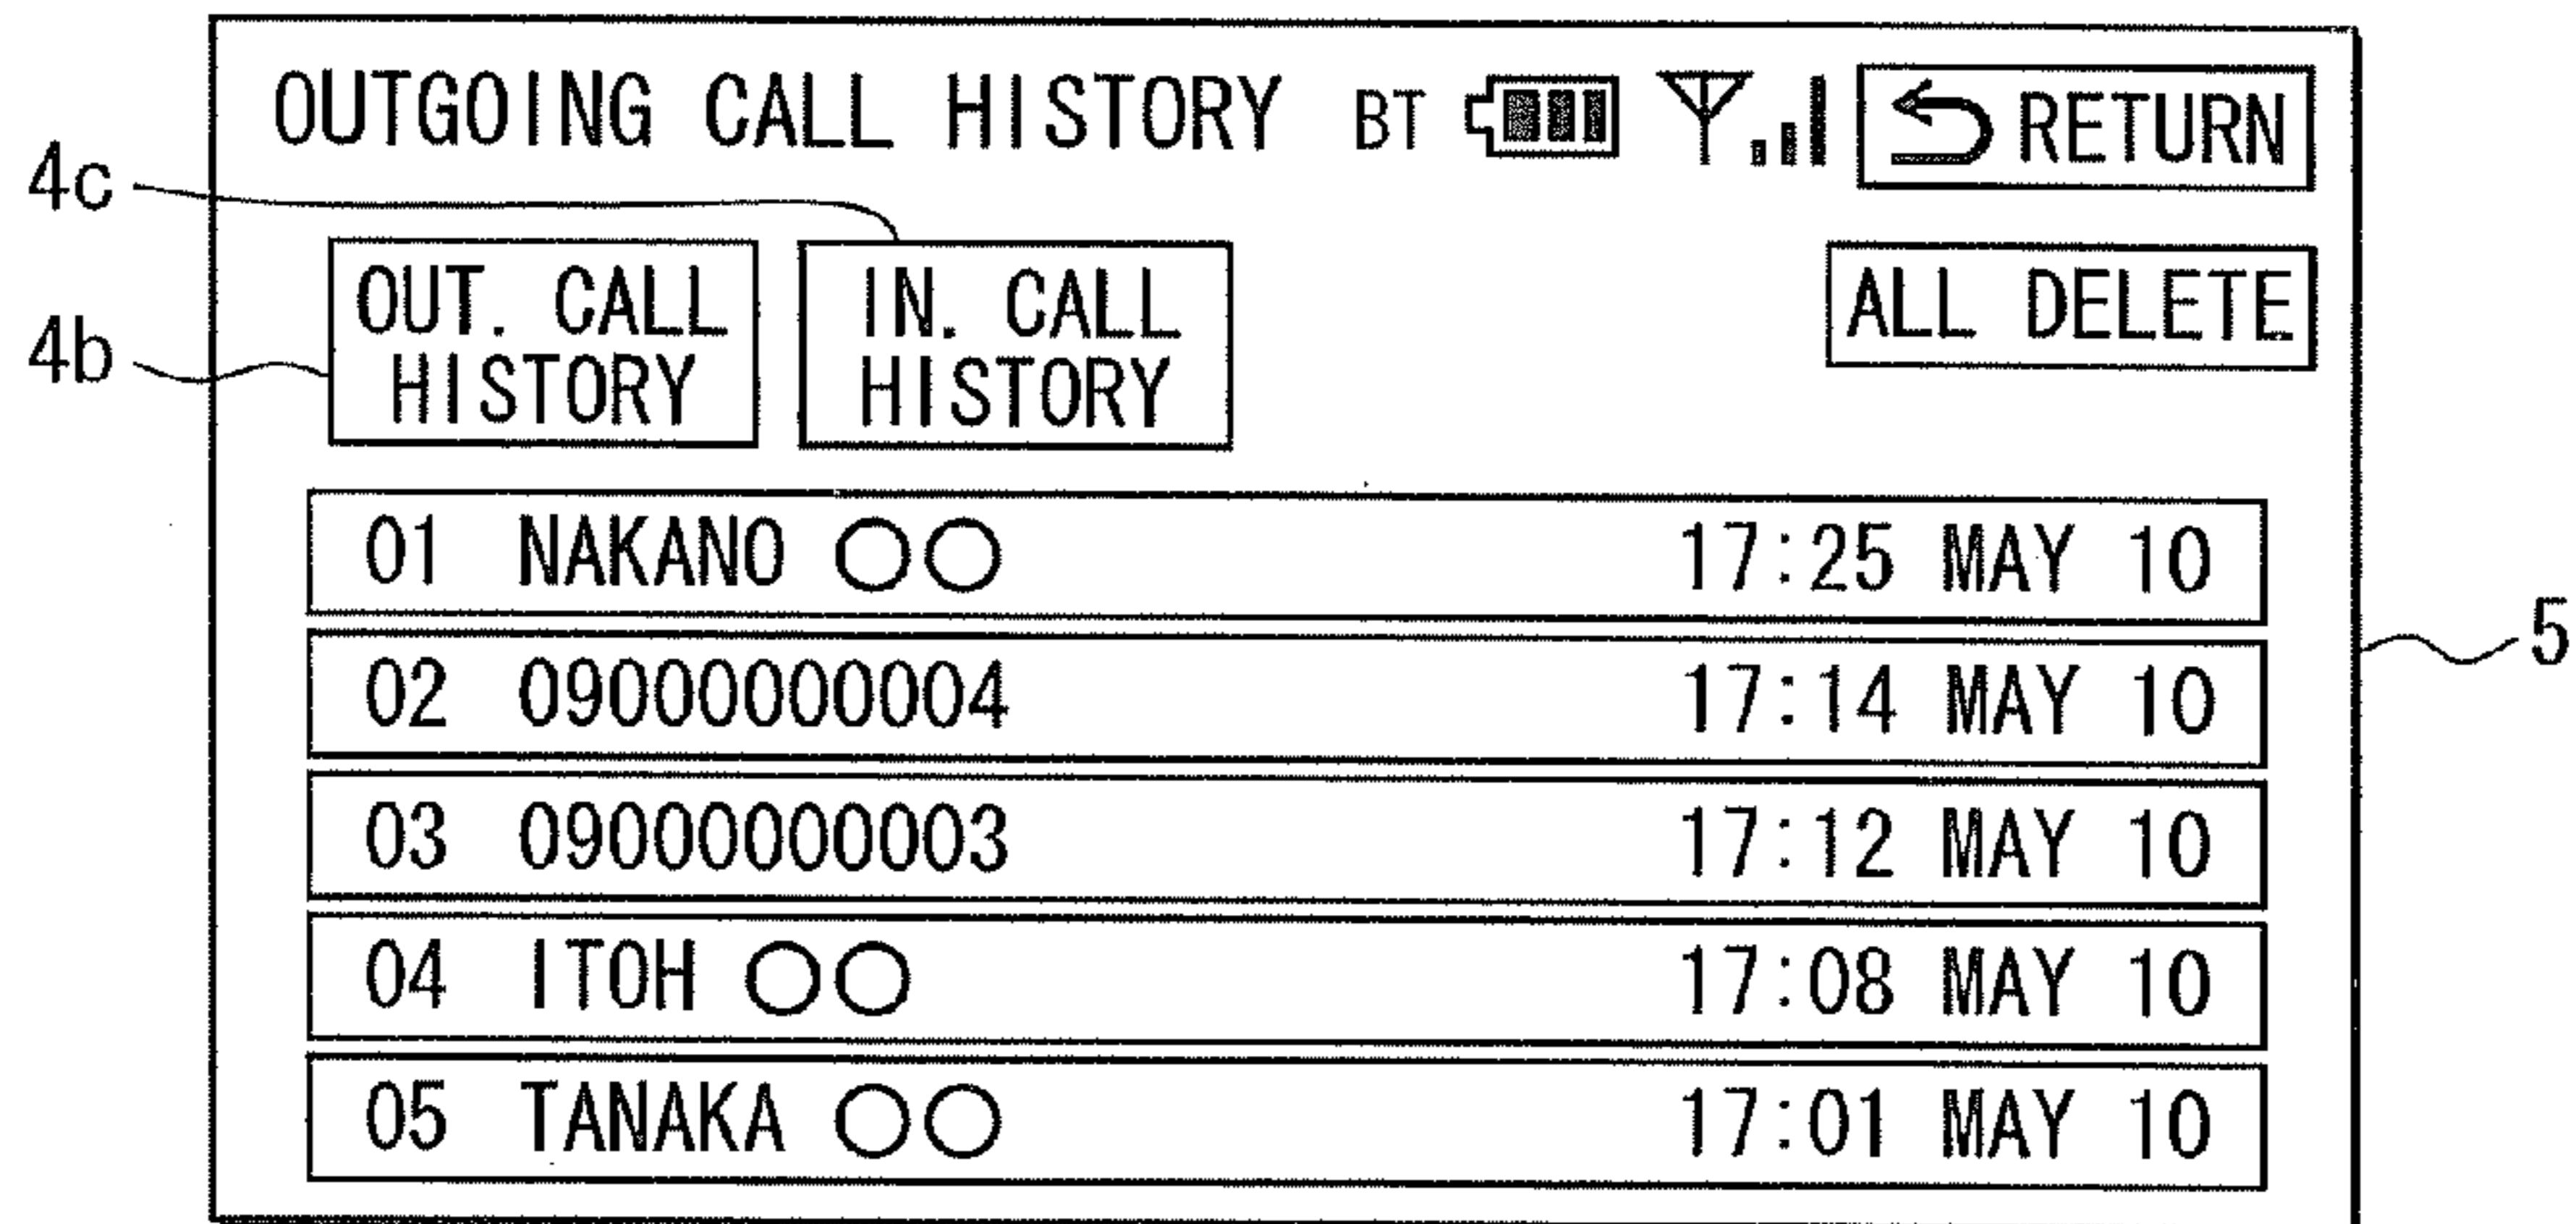 OUTGOING CALL HISTORY BT RETURN
4c
OUT. CALL
HISTORY
IN. CALL
HISTORY
ALL DELETE
4b
01 NAKANO ○○ 17:25 MAY 10
5
02 09000000004 17:14 MAY 10
03 09000000003 17:12 MAY 10
04 ITOH ○○ 17:08 MAY 10
05 TANAKA ○○ 17:01 MAY 10